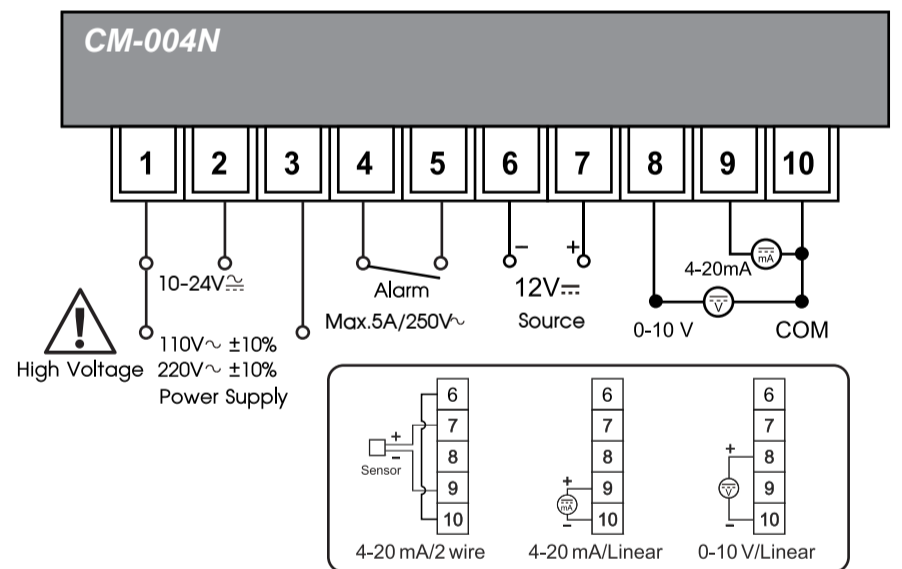 CM-004N
1 2 3 4 5 6 7 8 9 10
− +
10-24V⎓∼
Alarm
Max.5A/250V∼
12V⎓
Source
4-20mA
mA
V
0-10 V
COM
High Voltage
110V∼ ±10%
220V∼ ±10%
Power Supply
6
7
8
9
10
+
−
Sensor
4-20 mA/2 wire
6
7
8
9
10
+
mA
−
4-20 mA/Linear
6
7
8
9
10
+
V
−
0-10 V/Linear